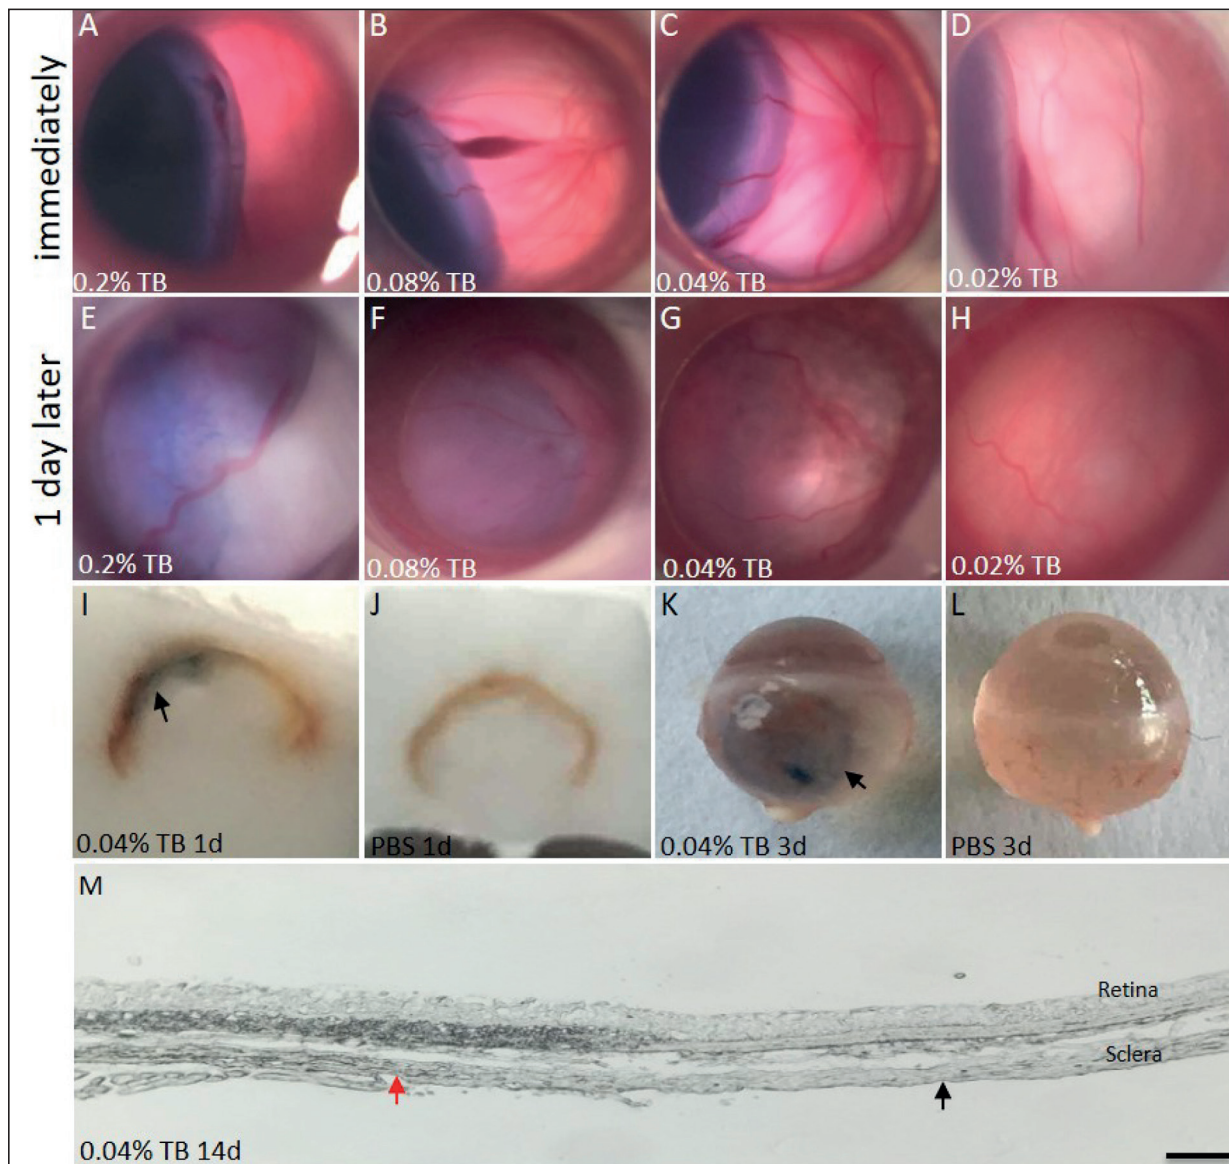 immediately
A
B
C
D
0.2% TB
0.08% TB
0.04% TB
0.02% TB
1 day later
E
F
G
H
0.2% TB
0.08% TB
0.04% TB
0.02% TB
I
J
K
L
0.04% TB 1d
PBS 1d
0.04% TB 3d
PBS 3d
M
Retina
Sclera
0.04% TB 14d